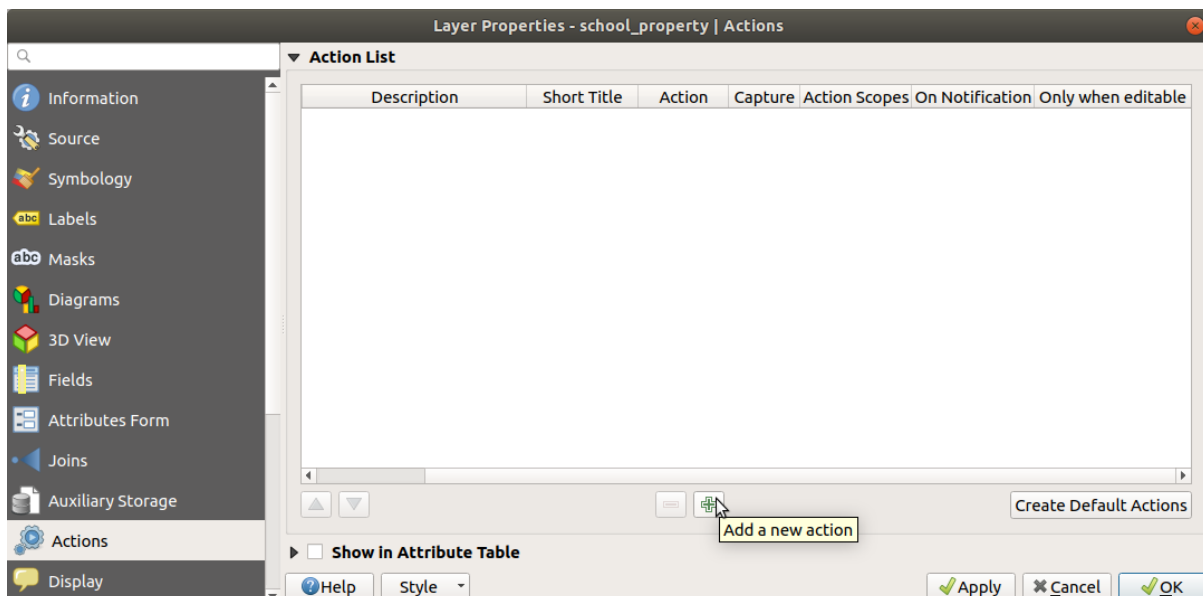 Layer Properties - school_property | Actions
Information
Source
Symbology
abc Labels
abc Masks
Diagrams
3D View
Fields
Attributes Form
Joins
Auxiliary Storage
Actions
Display
Action List
Description Short Title Action Capture Action Scopes On Notification Only when editable
Create Default Actions
Add a new action
Show in Attribute Table
Help Style Apply Cancel OK